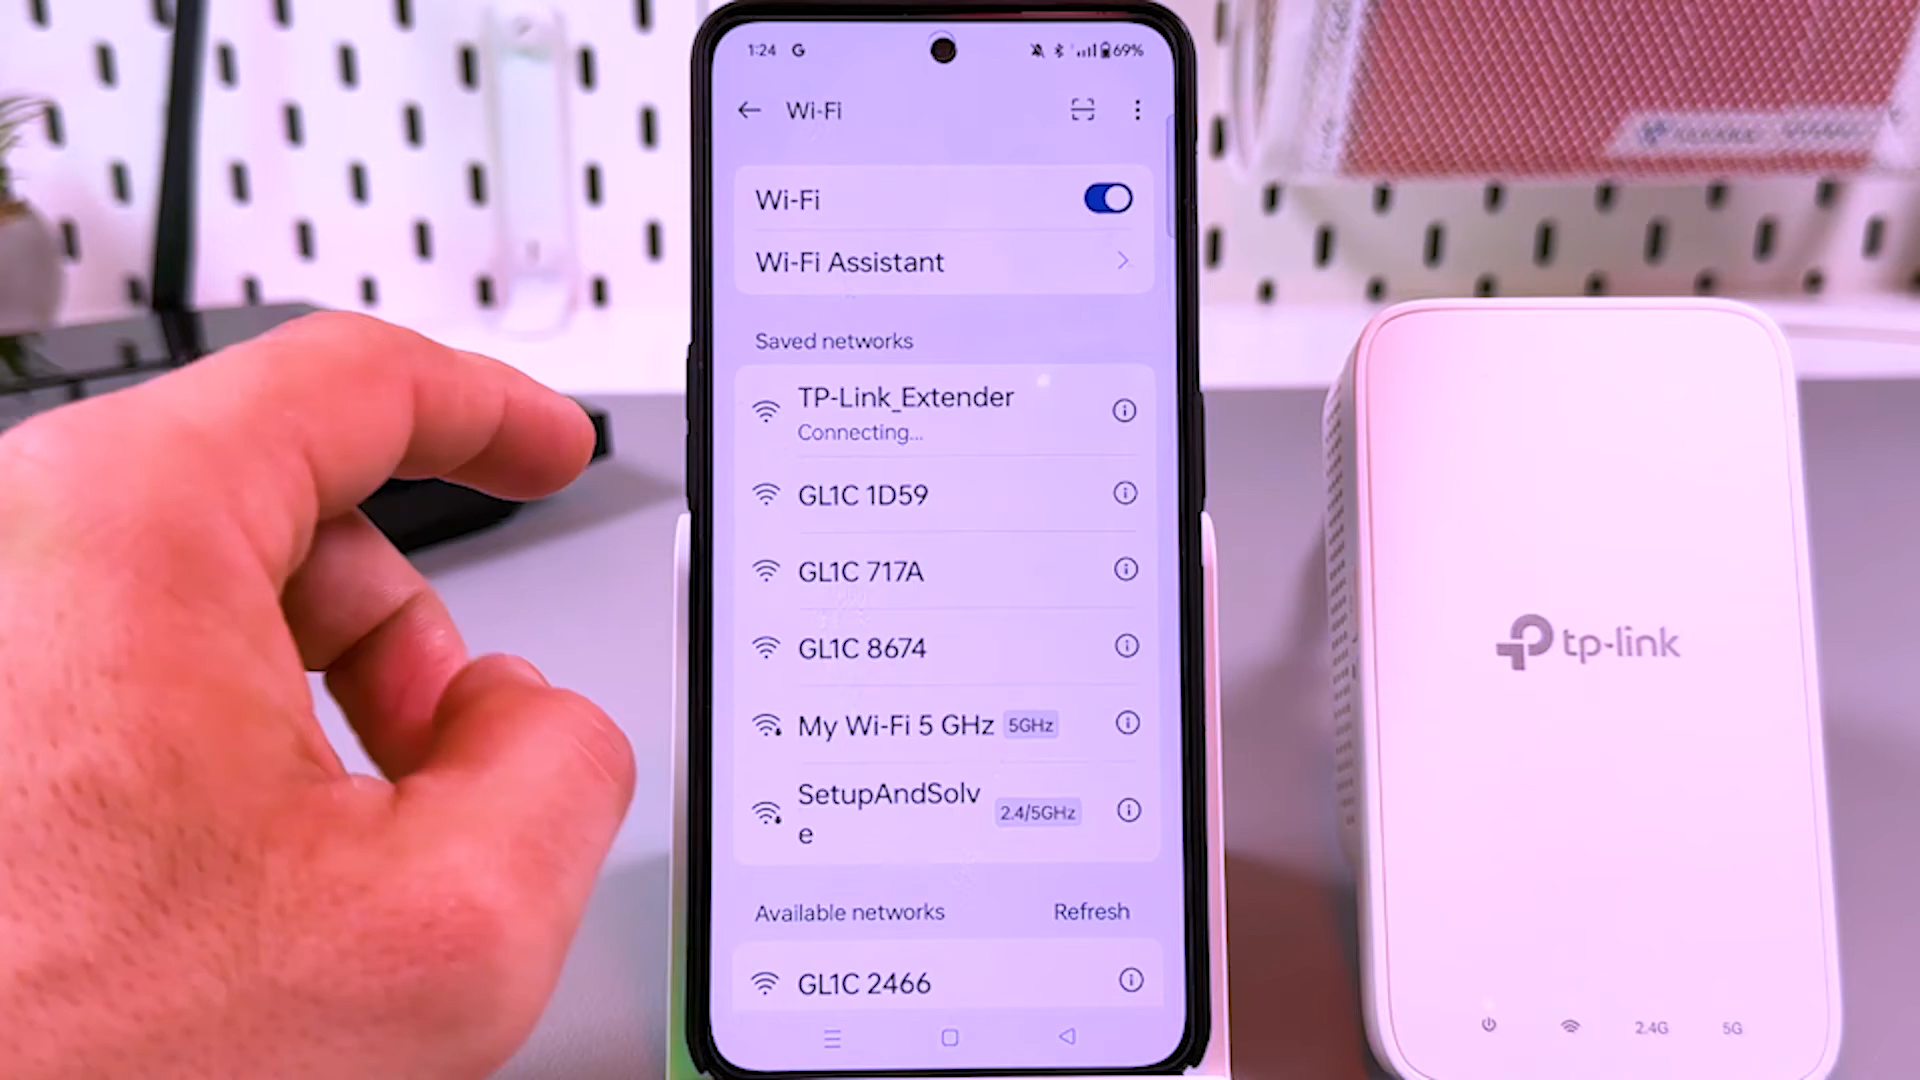 1:24 G 69%
Wi-Fi
Wi-Fi
Wi-Fi Assistant
Saved networks
TP-Link_Extender
Connecting...
GL1C 1D59
GL1C 717A
GL1C 8674
My Wi-Fi 5 GHz 5GHz
SetupAndSolv
e
2.4/5GHz
Available networks Refresh
GL1C 2466
tp-link
2.4G 5G